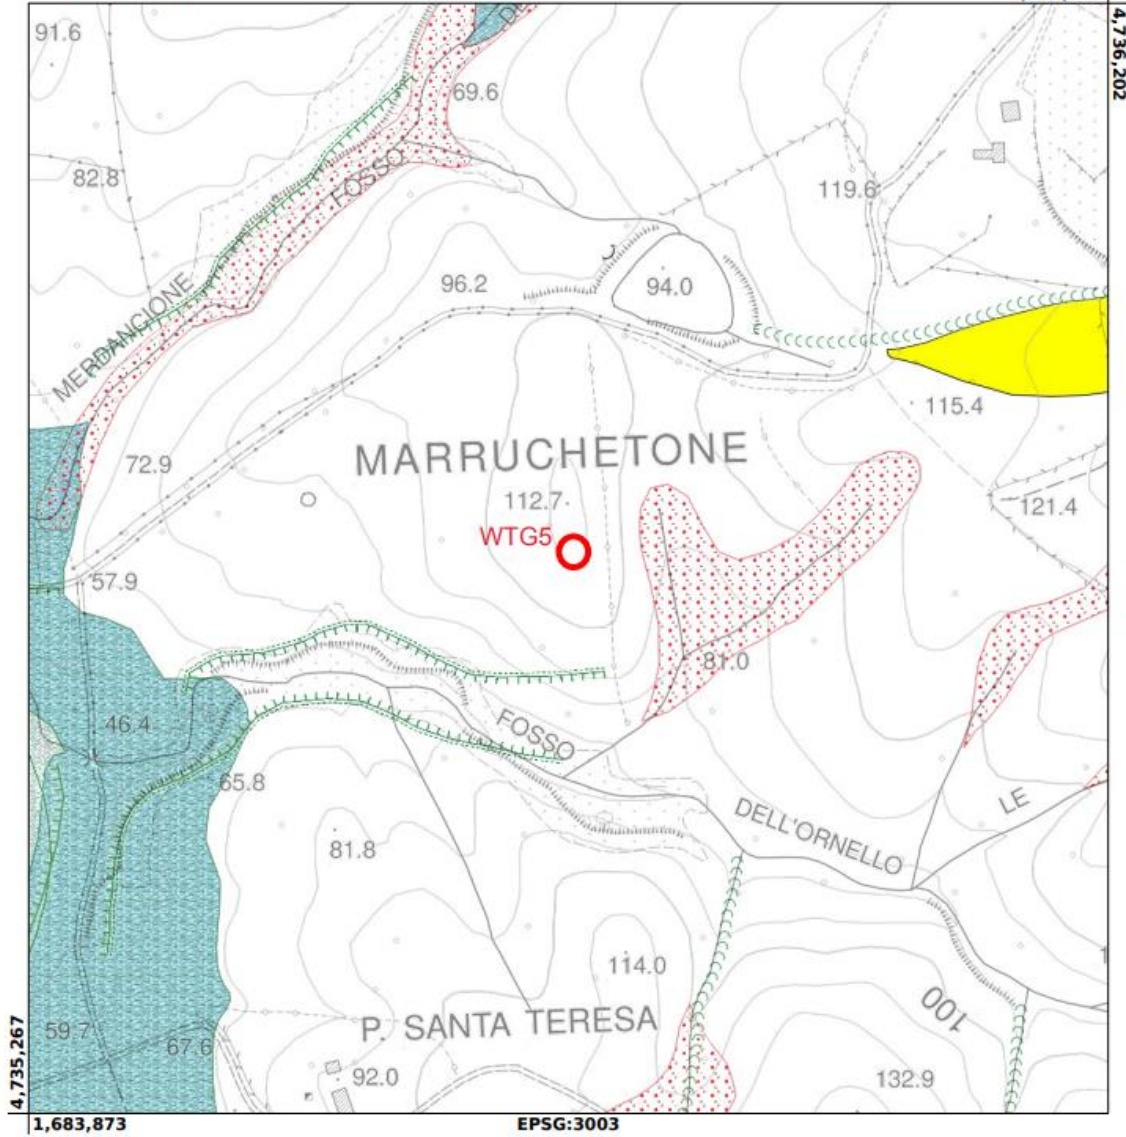 91.6
4,736,202
69.6
FOSSO
82.8
119.6
96.2
94.0
MERDANCIONE
115.4
MARRUCHETONE
72.9
112.7
121.4
WTG5
57.9
81.0
46.4
FOSSO
65.8
DELL'ORNELLO
LE
81.8
114.0
100
P. SANTA TERESA
59.7
67.6
92.0
132.9
4,735,267
1,683,873
EPSG:3003